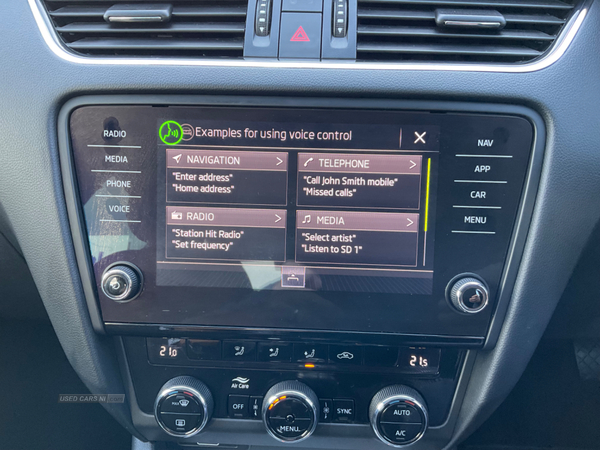 RADIO
MEDIA
PHONE
VOICE
Examples for using voice control
NAVIGATION
"Enter address"
"Home address"
TELEPHONE
"Call John Smith mobile"
"Missed calls"
RADIO
"Station Hit Radio"
"Set frequency"
MEDIA
"Select artist"
"Listen to SD 1"
NAV
APP
CAR
MENU
21.0
21.5
Air Care
OFF
MENU
SYNC
AUTO
A/C
USED CARS NI